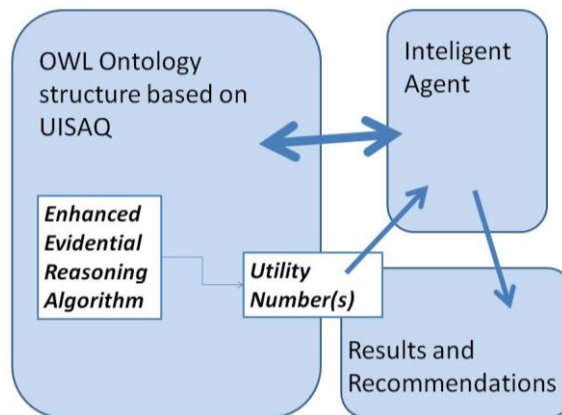 OWL Ontology
structure based on
UISAQ
Enhanced
Evidential
Reasoning
Algorithm
Utility
Number(s)
Inteligent
Agent
Results and
Recommendations